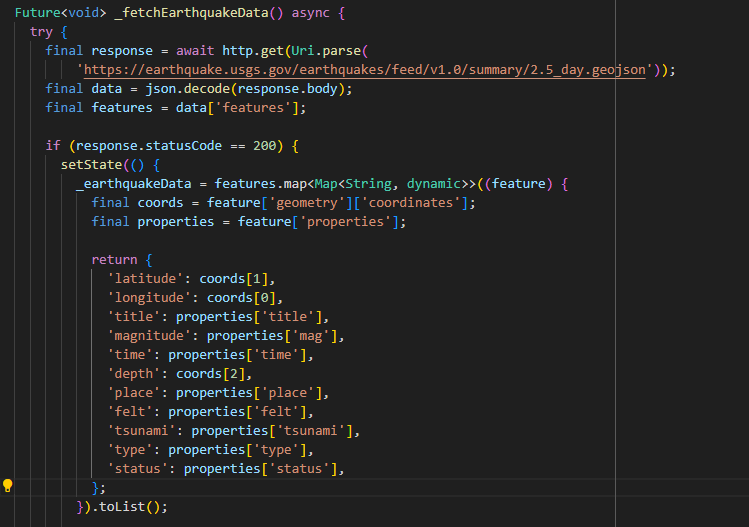 Future<void> _fetchEarthquakeData() async {
  try {
    final response = await http.get(Uri.parse(
        'https://earthquake.usgs.gov/earthquakes/feed/v1.0/summary/2.5_day.geojson'));
    final data = json.decode(response.body);
    final features = data['features'];

    if (response.statusCode == 200) {
      setState(() {
        _earthquakeData = features.map<Map<String, dynamic>>((feature) {
          final coords = feature['geometry']['coordinates'];
          final properties = feature['properties'];

          return {
            'latitude': coords[1],
            'longitude': coords[0],
            'title': properties['title'],
            'magnitude': properties['mag'],
            'time': properties['time'],
            'depth': coords[2],
            'place': properties['place'],
            'felt': properties['felt'],
            'tsunami': properties['tsunami'],
            'type': properties['type'],
            'status': properties['status'],
          };
        }).toList();